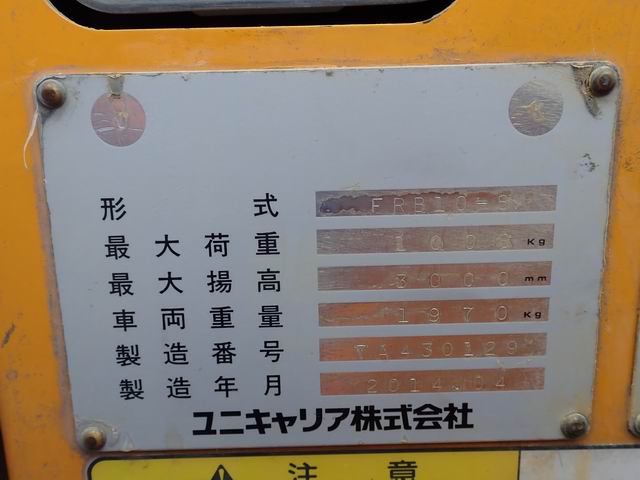 形式 FRB10-8
最大荷重 1000 Kg
最大揚高 3000 mm
車両重量 1970 Kg
製造番号 7A430129
製造年月 2014.04
ユニキャリア株式会社
注意